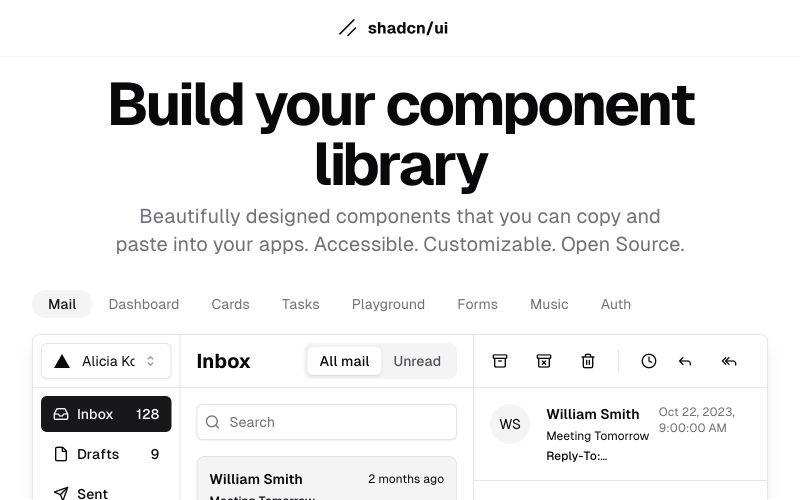 shadcn/ui
Build your component
library
Beautifully designed components that you can copy and
paste into your apps. Accessible. Customizable. Open Source.
Mail Dashboard Cards Tasks Playground Forms Music Auth
Alicia Ko
Inbox
All mail Unread
Inbox 128
Drafts 9
Sent
Search
William Smith 2 months ago
Meeting Tomorrow
WS
William Smith
Meeting Tomorrow
Reply-To:...
Oct 22, 2023,
9:00:00 AM